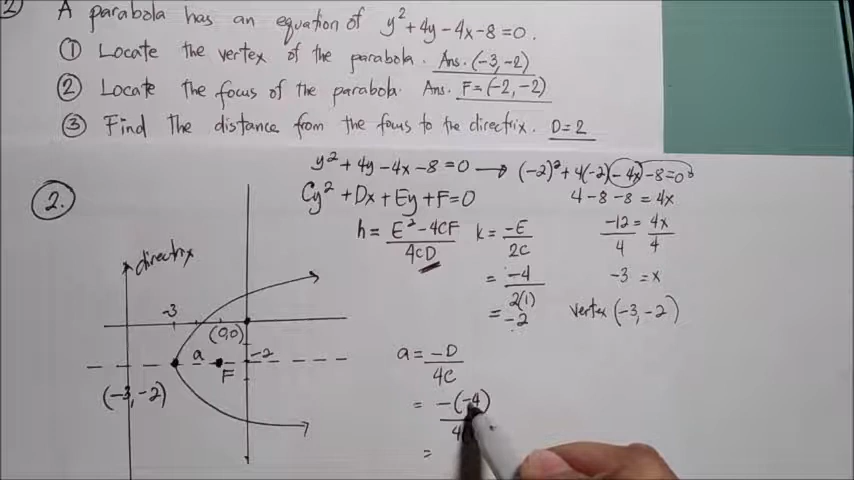 2
A parabola has an equation of y²+4y-4x-8=0.
① Locate the vertex of the parabola. Ans. (-3,-2)
② Locate the focus of the parabola. Ans. F=(-2,-2)
③ Find the distance from the focus to the directrix. D=2
y²+4y-4x-8=0 → (-2)²+4(-2)-4x-8=0
2. Cy²+Dx+Ey+F=0
4-8-8=4x
h= E²-4CF / 4CD
k= -E / 2C
-12/4 = 4x/4
directrix
= -4 / 2(1)
-3 =x
-3
= -2
vertex (-3,-2)
(0,0)
a
-2
F
a= -D / 4C
(-3,-2)
= -(-4)
4
=